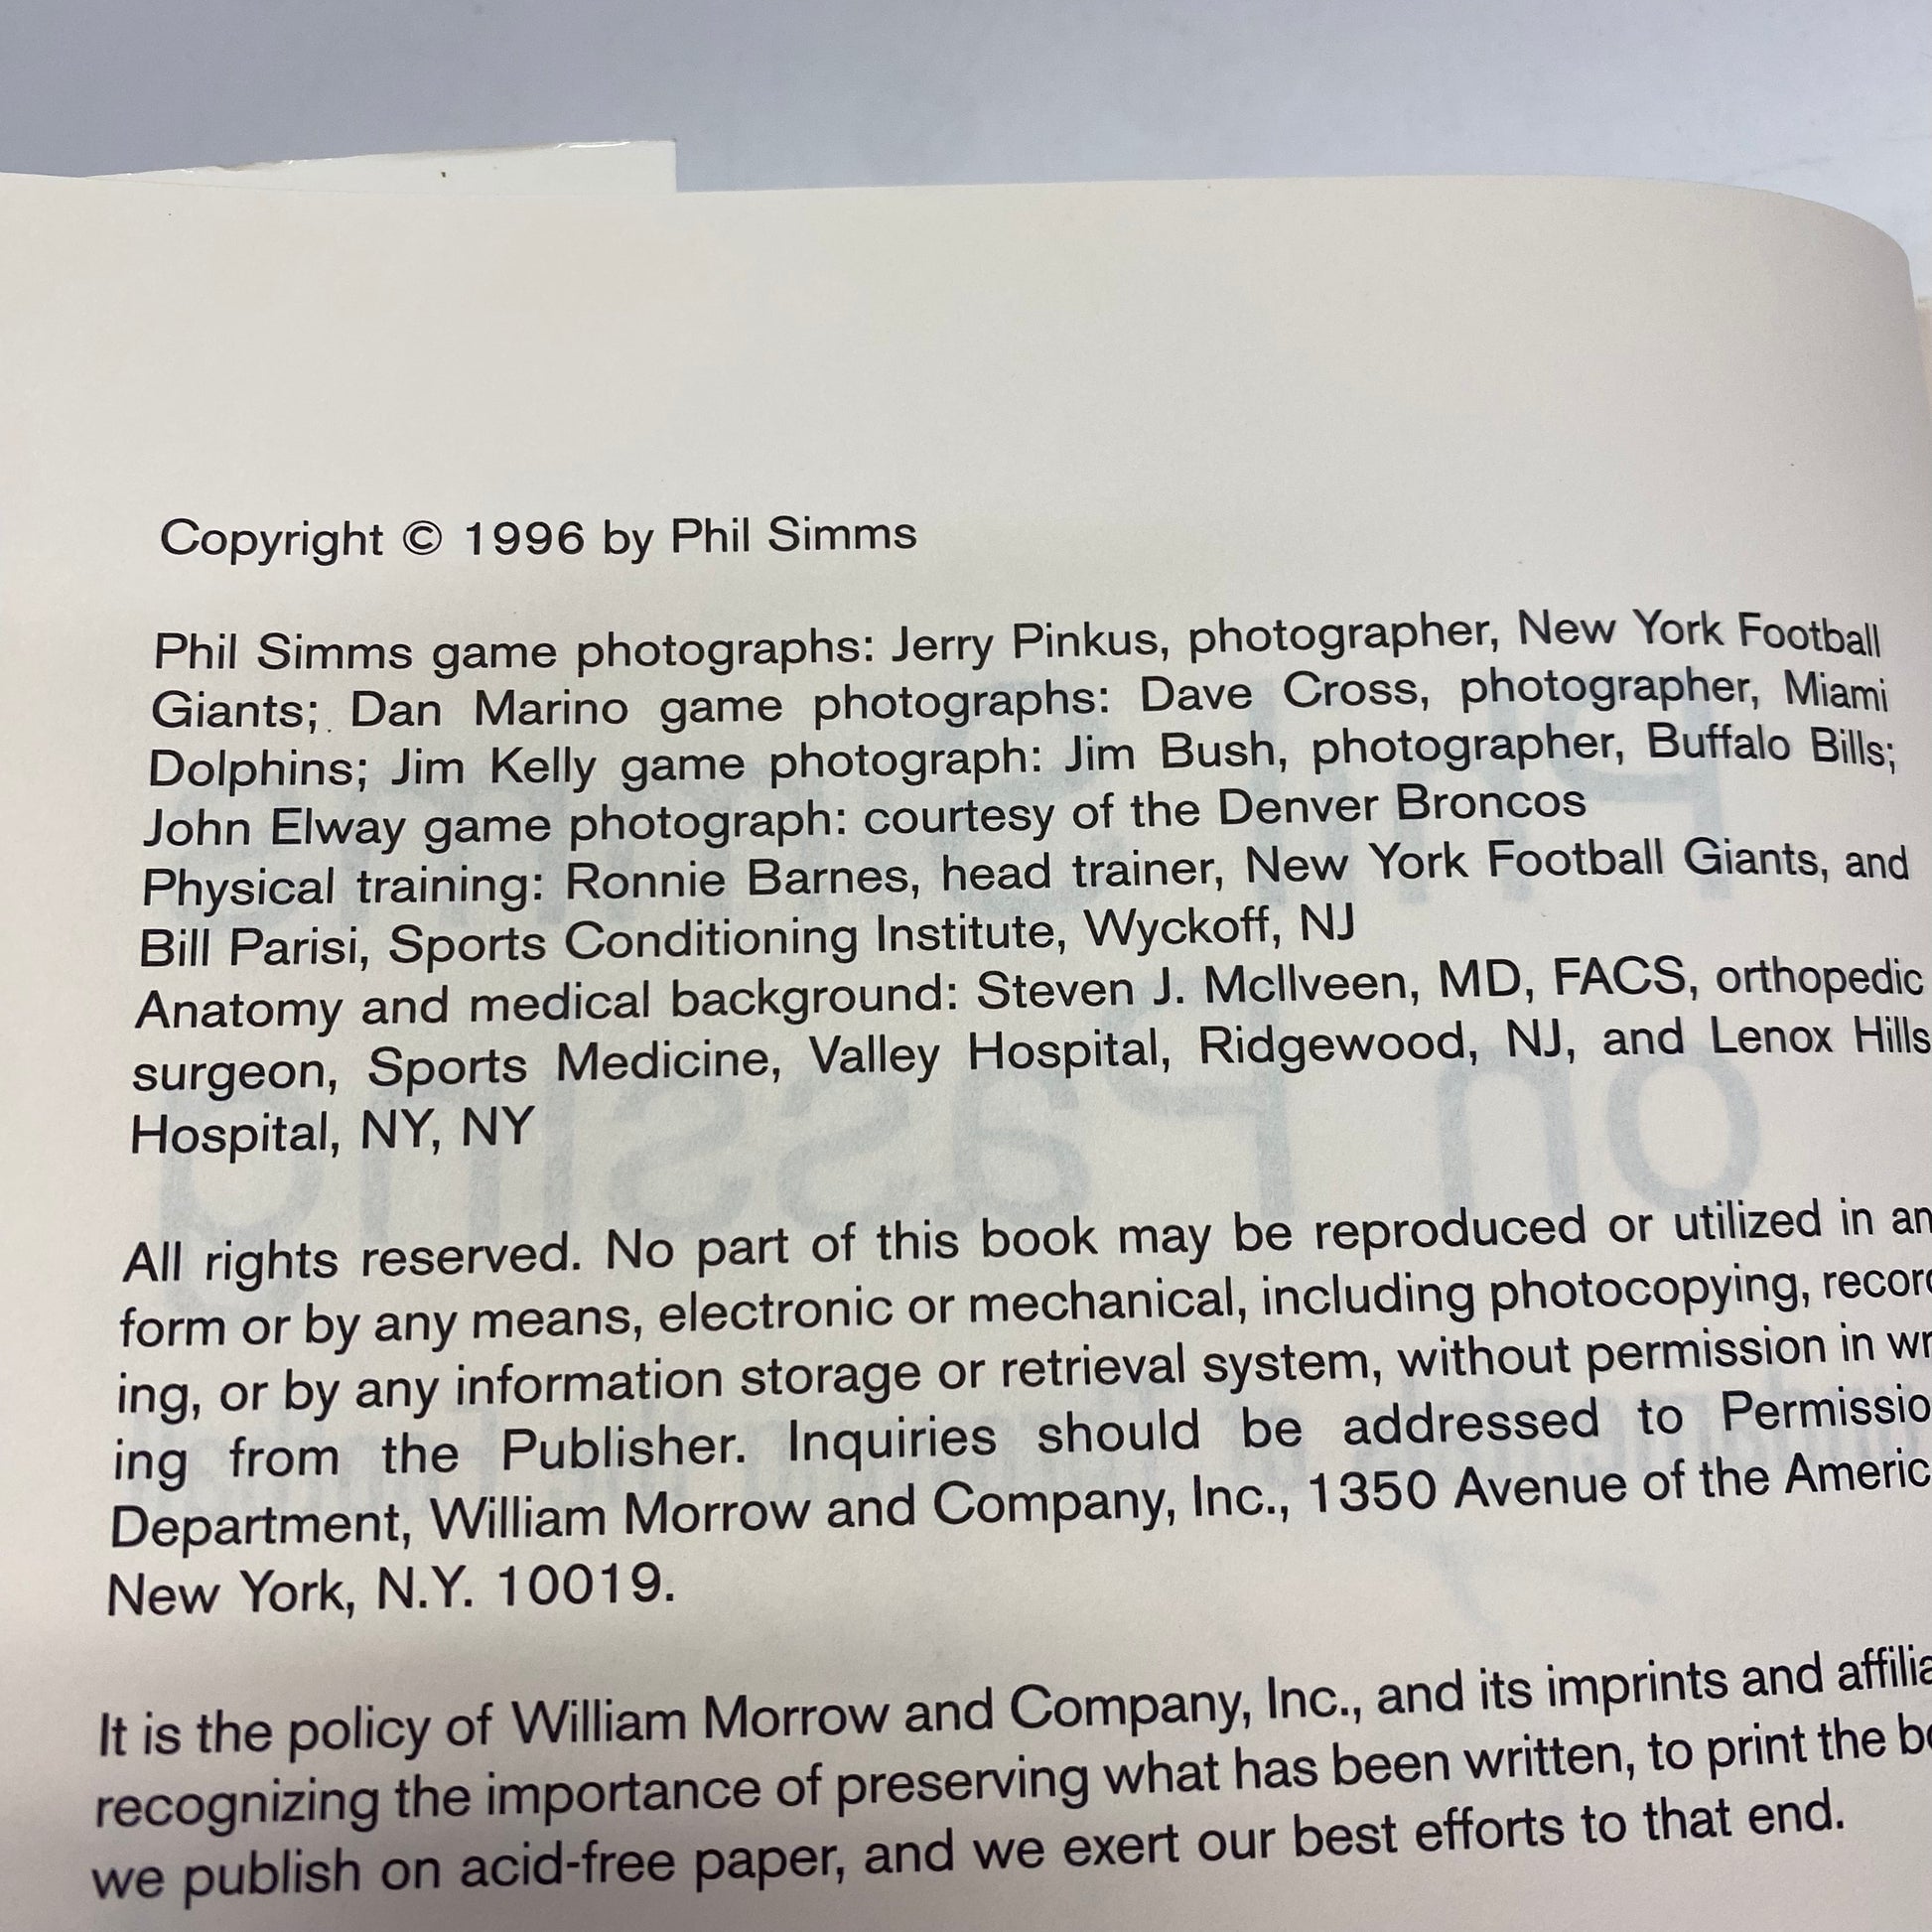 Copyright © 1996 by Phil Simms
Phil Simms game photographs: Jerry Pinkus, photographer, New York Football
Giants; Dan Marino game photographs: Dave Cross, photographer, Miami
Dolphins; Jim Kelly game photograph: Jim Bush, photographer, Buffalo Bills;
John Elway game photograph: courtesy of the Denver Broncos
Physical training: Ronnie Barnes, head trainer, New York Football Giants, and
Bill Parisi, Sports Conditioning Institute, Wyckoff, NJ
Anatomy and medical background: Steven J. McIlveen, MD, FACS, orthopedic
surgeon, Sports Medicine, Valley Hospital, Ridgewood, NJ, and Lenox Hills
Hospital, NY, NY
All rights reserved. No part of this book may be reproduced or utilized in an
form or by any means, electronic or mechanical, including photocopying, record
ing, or by any information storage or retrieval system, without permission in wr
ing from the Publisher. Inquiries should be addressed to Permissio
Department, William Morrow and Company, Inc., 1350 Avenue of the Americ
New York, N.Y. 10019.
It is the policy of William Morrow and Company, Inc., and its imprints and affilia
recognizing the importance of preserving what has been written, to print the bo
we publish on acid-free paper, and we exert our best efforts to that end.
Phil Simms
on Passing